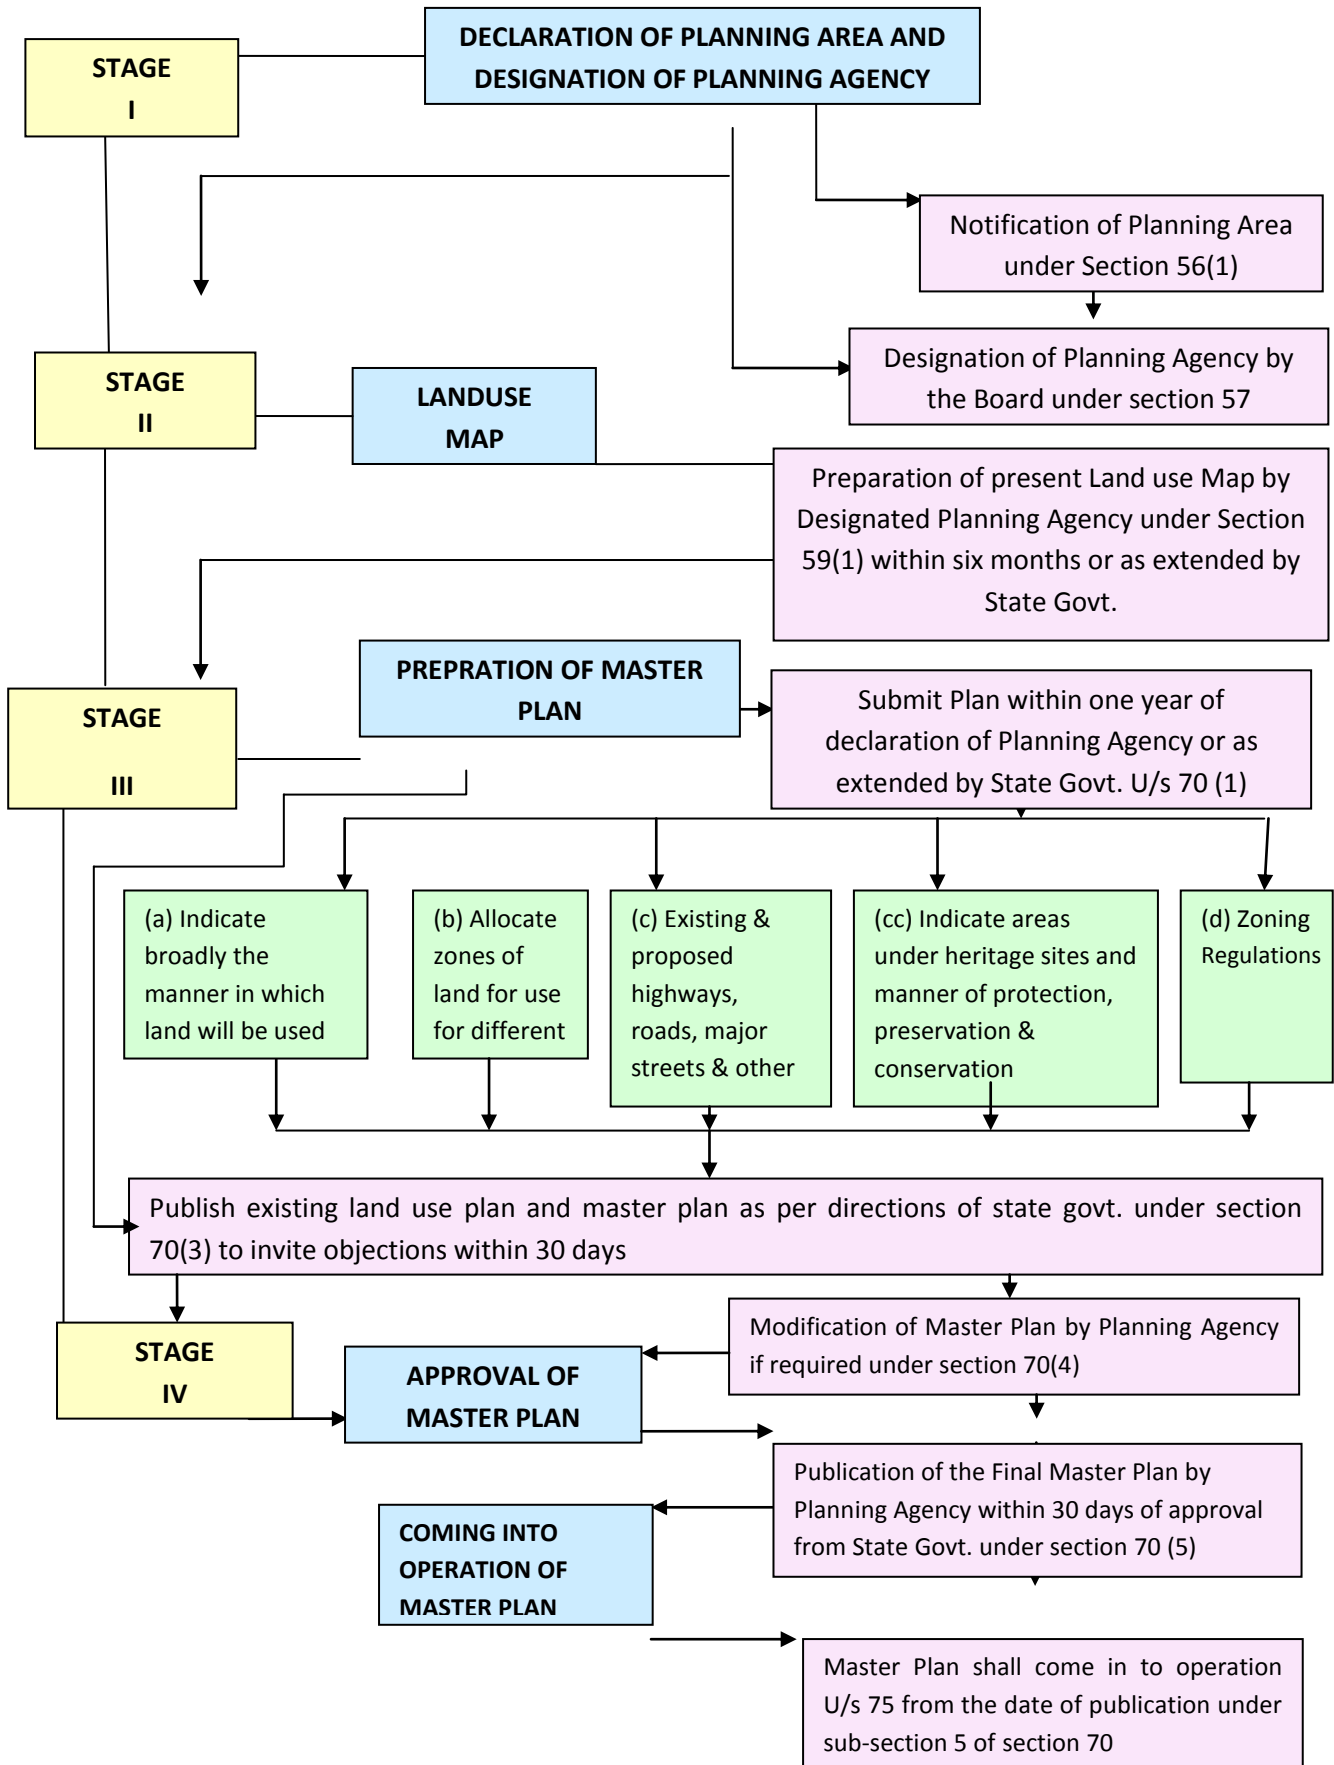 STAGE
I
DECLARATION OF PLANNING AREA AND
DESIGNATION OF PLANNING AGENCY
Notification of Planning Area
under Section 56(1)
Designation of Planning Agency by
the Board under section 57
STAGE
II
LANDUSE
MAP
Preparation of present Land use Map by
Designated Planning Agency under Section
59(1) within six months or as extended by
State Govt.
STAGE
III
PREPRATION OF MASTER
PLAN
Submit Plan within one year of
declaration of Planning Agency or as
extended by State Govt. U/s 70 (1)
(a) Indicate
broadly the
manner in which
land will be used
(b) Allocate
zones of
land for use
for different
(c) Existing &
proposed
highways,
roads, major
streets & other
(cc) Indicate areas
under heritage sites and
manner of protection,
preservation &
conservation
(d) Zoning
Regulations
Publish existing land use plan and master plan as per directions of state govt. under section
70(3) to invite objections within 30 days
STAGE
IV
APPROVAL OF
MASTER PLAN
Modification of Master Plan by Planning Agency
if required under section 70(4)
Publication of the Final Master Plan by
Planning Agency within 30 days of approval
from State Govt. under section 70 (5)
COMING INTO
OPERATION OF
MASTER PLAN
Master Plan shall come in to operation
U/s 75 from the date of publication under
sub-section 5 of section 70